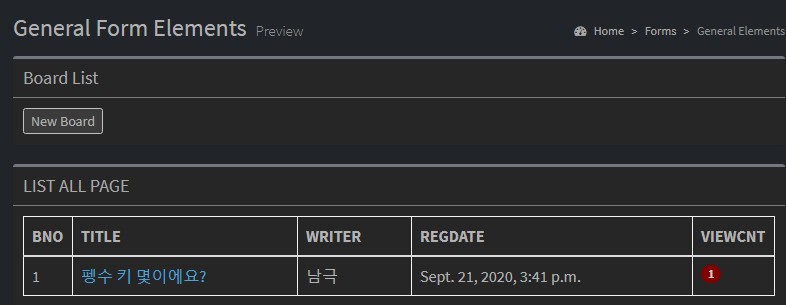 General Form Elements Preview Home > Forms > General Elements
Board List
New Board
LIST ALL PAGE
BNO TITLE WRITER REGDATE VIEWCNT
1 펭수 키 몇이에요? 남극 Sept. 21, 2020, 3:41 p.m. 1